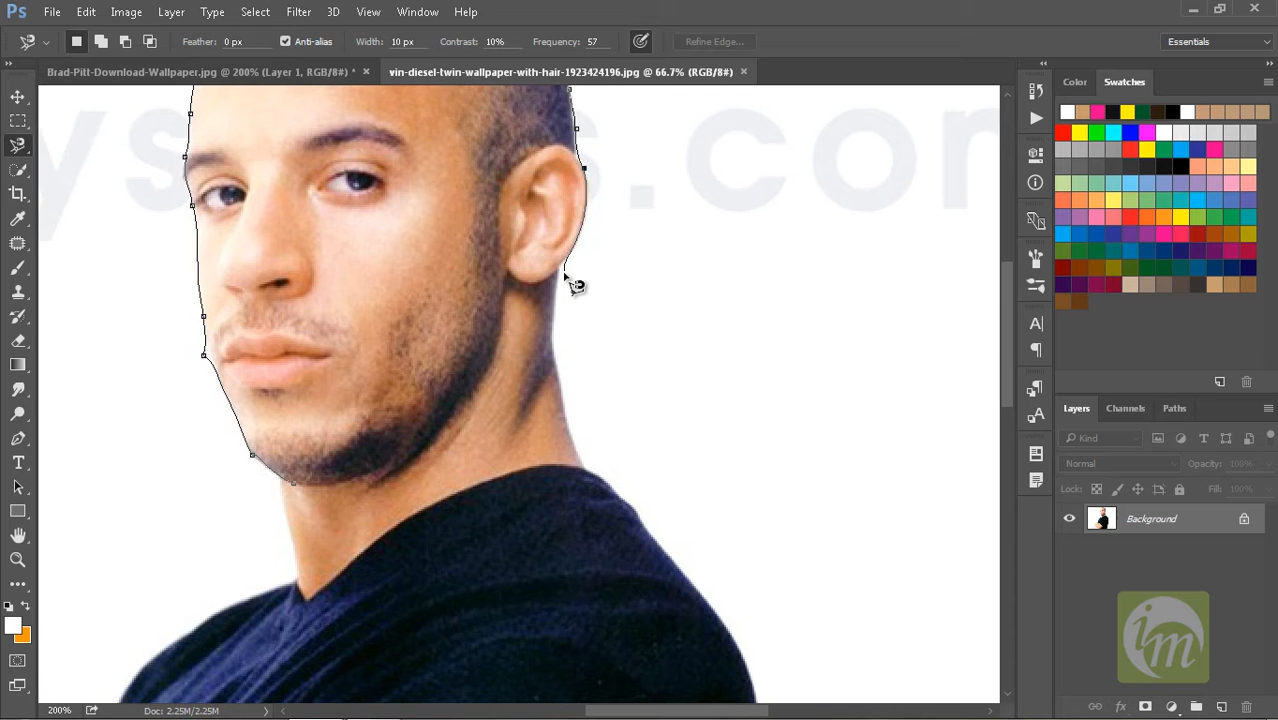 Ps File Edit Image Layer Type Select Filter 3D View Window Help
Feather: 0 px Anti-alias Width: 10 px Contrast: 10% Frequency: 57 Refine Edge... Essentials
Brad-Pitt-Download-Wallpaper.jpg @ 200% (Layer 1, RGB/8#) * × vin-diesel-twin-wallpaper-with-hair-1923424196.jpg @ 66.7% (RGB/8#) ×
Color Swatches
.co
Layers Channels Paths
Kind
Normal Opacity: 100%
Lock: Fill: 100%
Background
im
200% Doc: 2.25M/2.25M